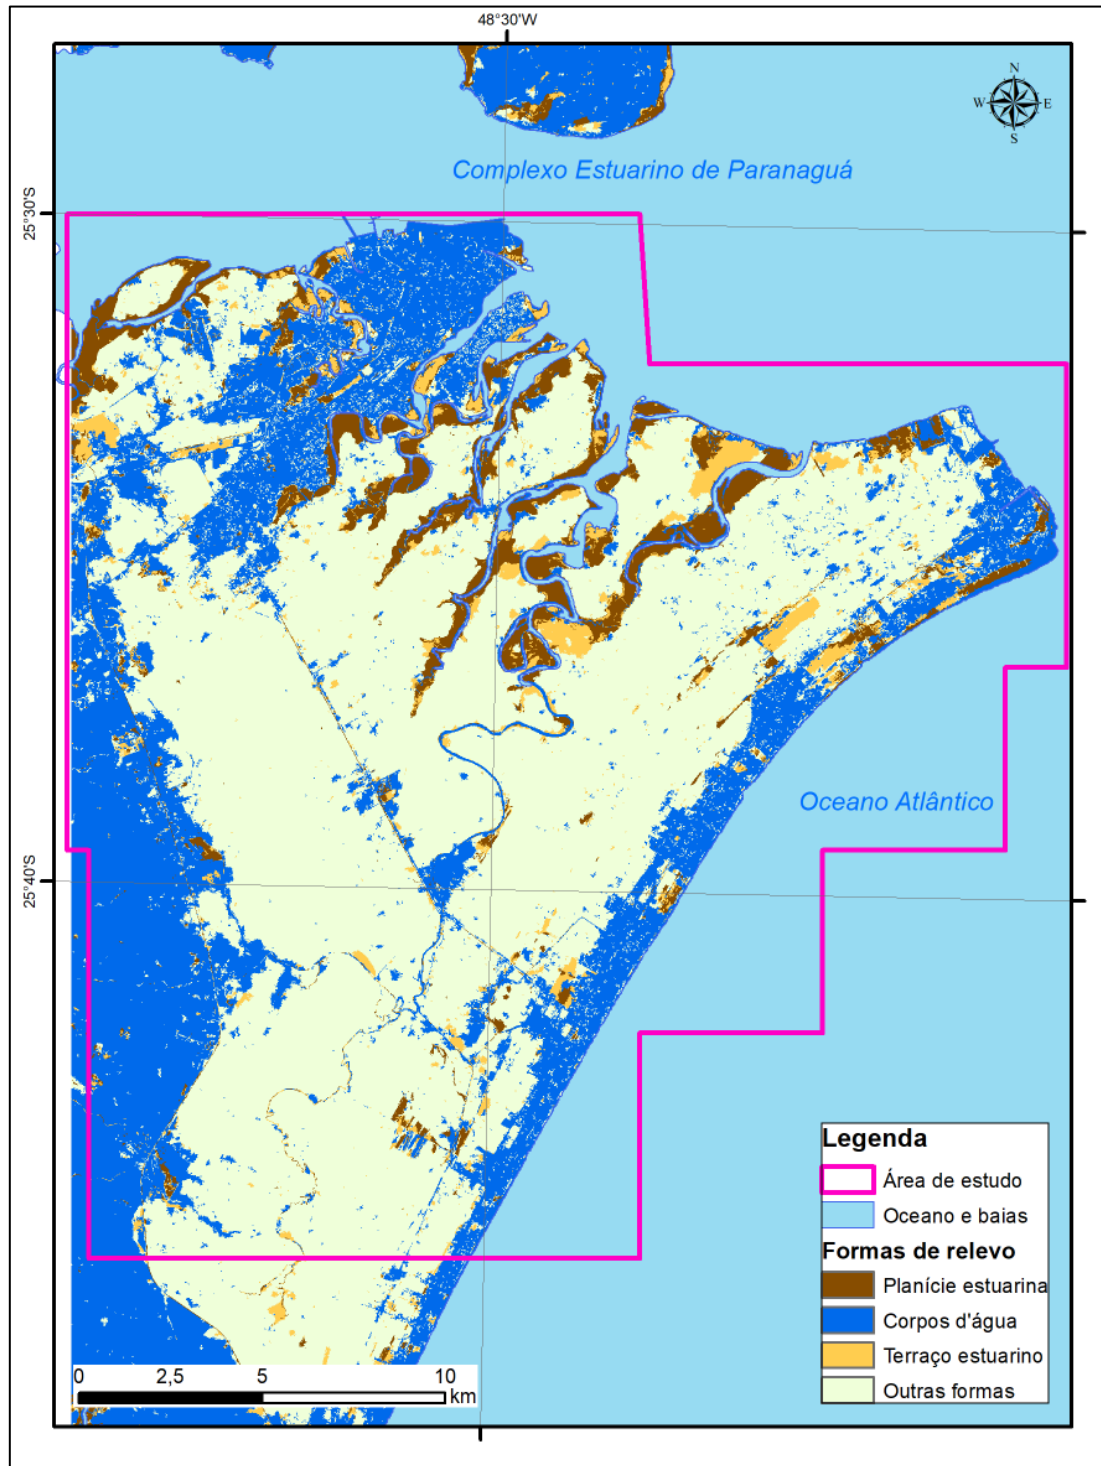 48°30'W
N
W E
S
Complexo Estuarino de Paranaguá
25°30'S
Oceano Atlântico
25°40'S
Legenda
Área de estudo
Oceano e baias
Formas de relevo
Planície estuarina
Corpos d'água
Terraço estuarino
Outras formas
0 2,5 5 10
km